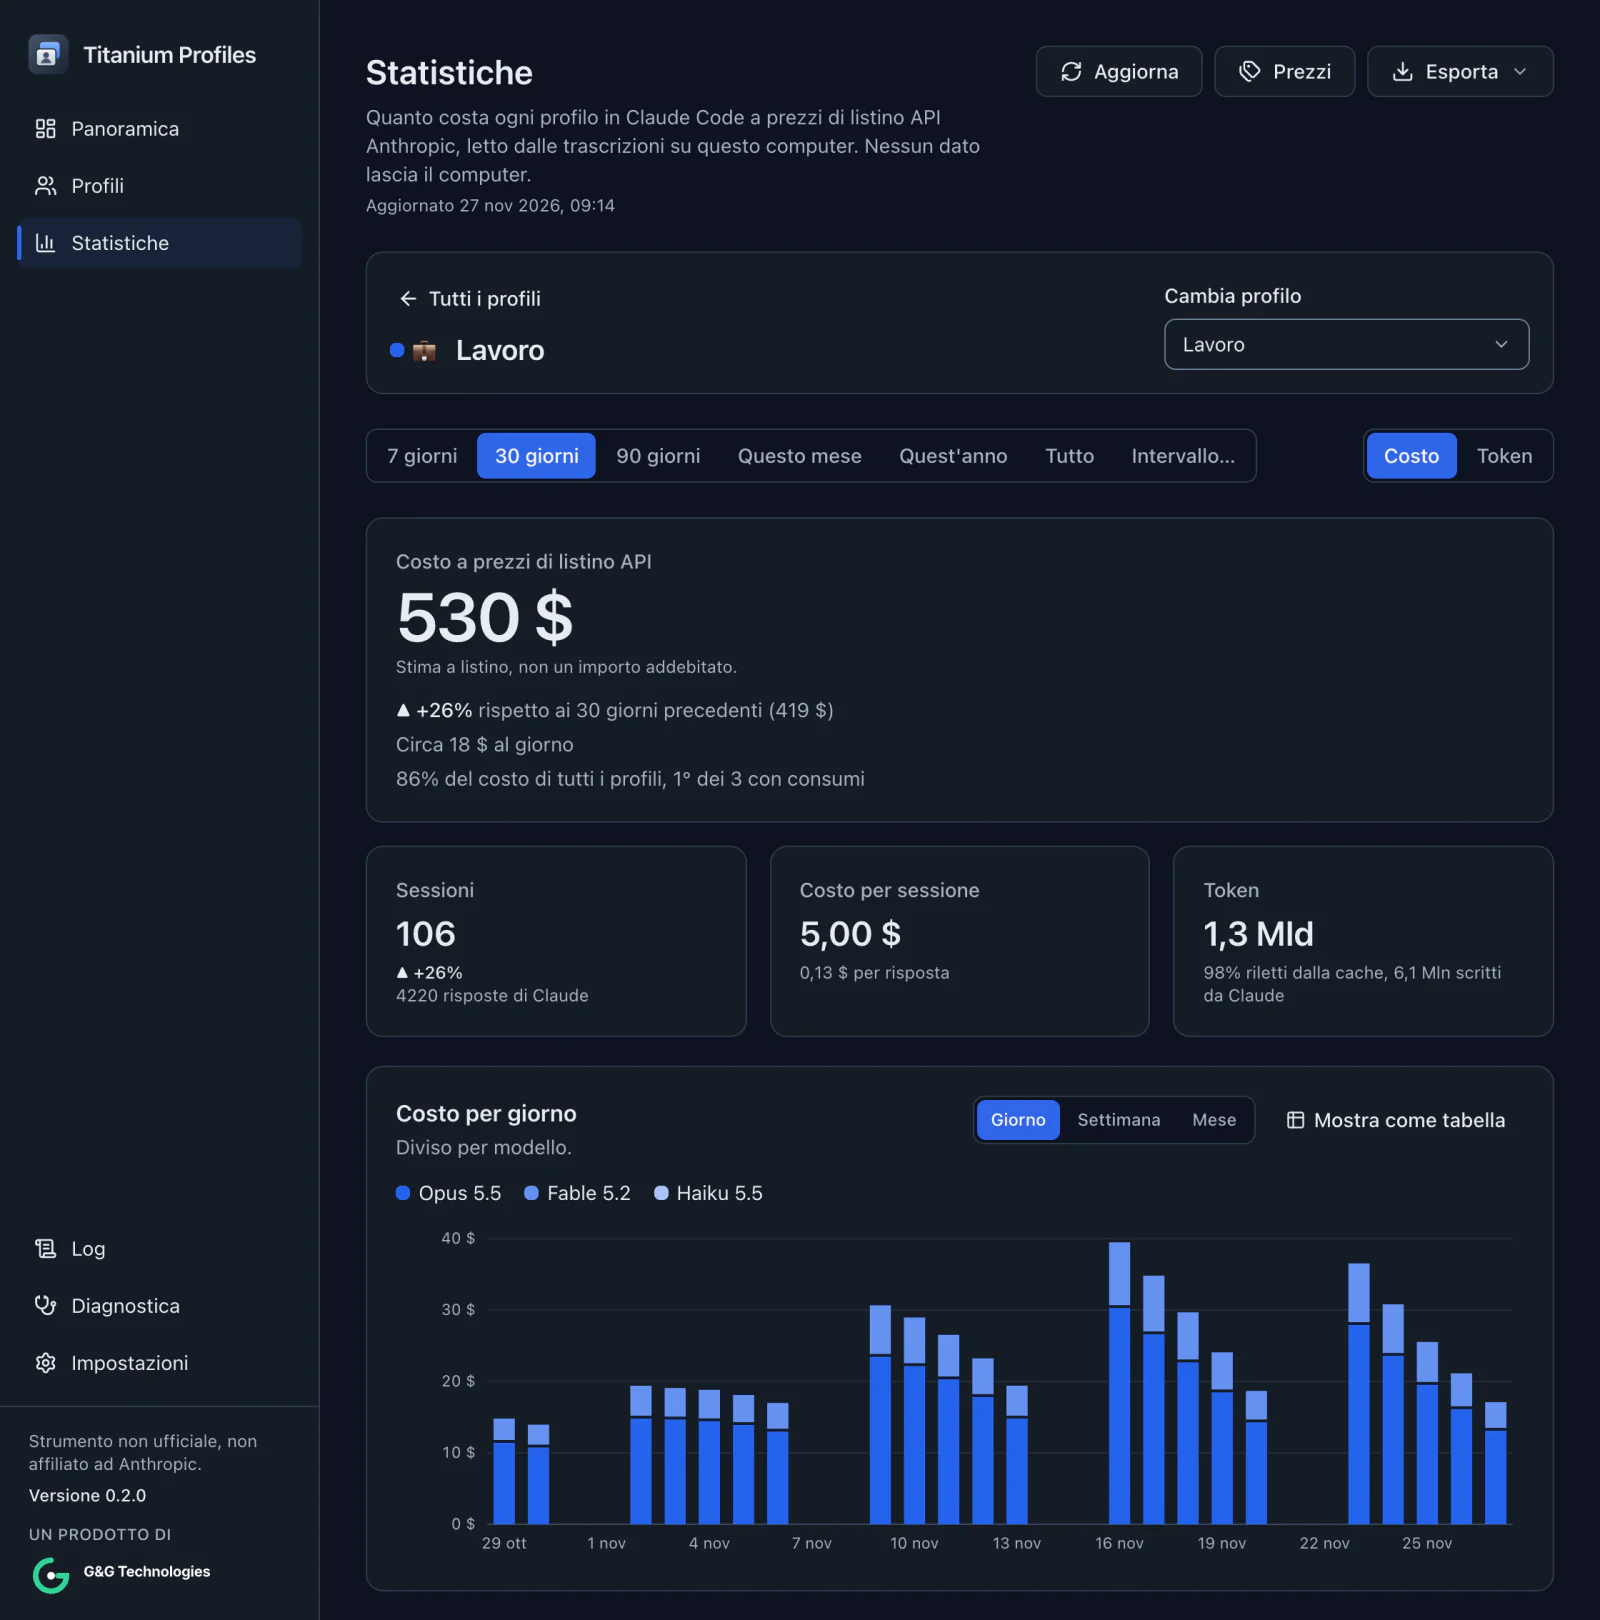 Titanium Profiles
Panoramica
Profili
Statistiche
Log
Diagnostica
Impostazioni
Strumento non ufficiale, non
affiliato ad Anthropic.
Versione 0.2.0
UN PRODOTTO DI
G&G Technologies
Statistiche
Aggiorna
Prezzi
Esporta
Quanto costa ogni profilo in Claude Code a prezzi di listino API
Anthropic, letto dalle trascrizioni su questo computer. Nessun dato
lascia il computer.
Aggiornato 27 nov 2026, 09:14
Tutti i profili
Lavoro
Cambia profilo
Lavoro
7 giorni 30 giorni 90 giorni Questo mese Quest'anno Tutto Intervallo...
Costo Token
Costo a prezzi di listino API
530 $
Stima a listino, non un importo addebitato.
▲ +26% rispetto ai 30 giorni precedenti (419 $)
Circa 18 $ al giorno
86% del costo di tutti i profili, 1° dei 3 con consumi
Sessioni
106
▲ +26%
4220 risposte di Claude
Costo per sessione
5,00 $
0,13 $ per risposta
Token
1,3 Mld
98% riletti dalla cache, 6,1 Mln scritti
da Claude
Costo per giorno
Diviso per modello.
Giorno Settimana Mese
Mostra come tabella
Opus 5.5 Fable 5.2 Haiku 5.5
40 $
30 $
20 $
10 $
0 $
29 ott 1 nov 4 nov 7 nov 10 nov 13 nov 16 nov 19 nov 22 nov 25 nov